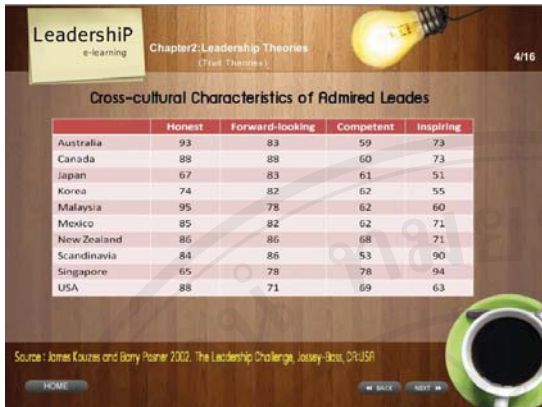 LeadershiP
e-learning
Chapter2:Leadership Theories
(Trait Theories)
4/16
Cross-cultural Characteristics of Admired Leades
Honest Forward-looking Competent Inspiring
Australia 93 83 59 73
Canada 88 88 60 73
Japan 67 83 61 51
Korea 74 82 62 55
Malaysia 95 78 62 60
Mexico 85 82 62 71
New Zealand 86 86 68 71
Scandinavia 84 86 53 90
Singapore 65 78 78 94
USA 88 71 69 63
Source : James Kouzes and Barry Posner 2002. The Leadership Challenge, Jossey-Bass, CA:USA
HOME
BACK NEXT